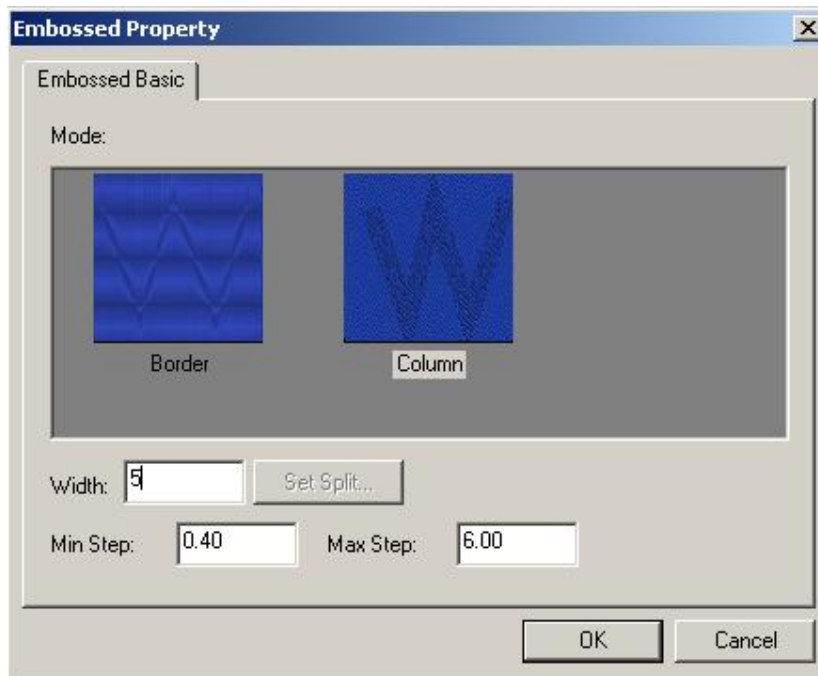 Embossed Property
Embossed Basic
Mode:
Border Column
Width: 5 Set Split...
Min Step: 0.40 Max Step: 6.00
OK Cancel